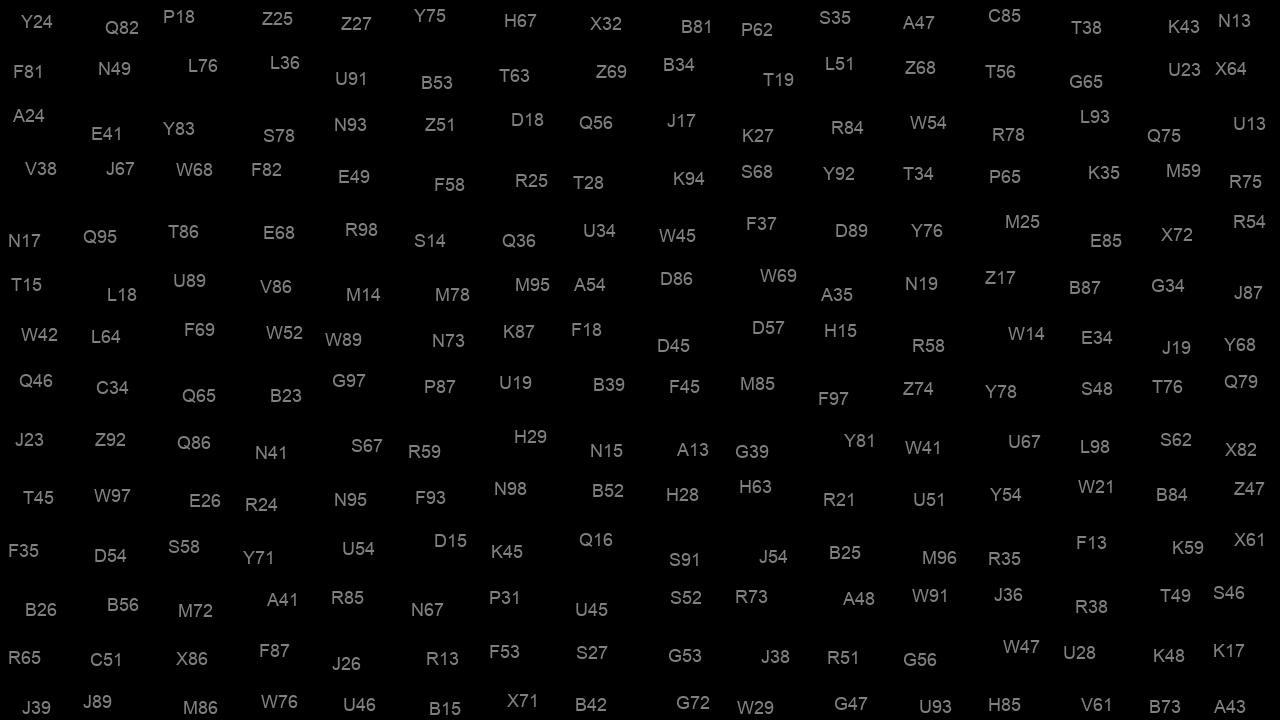 Y24 Q82 P18 Z25 Z27 Y75 H67 X32 B81 P62 S35 A47 C85 T38 K43 N13
F81 N49 L76 L36 U91 B53 T63 Z69 B34 T19 L51 Z68 T56 G65 U23 X64
A24 E41 Y83 S78 N93 Z51 D18 Q56 J17 K27 R84 W54 R78 L93 Q75 U13
V38 J67 W68 F82 E49 F58 R25 T28 K94 S68 Y92 T34 P65 K35 M59 R75
N17 Q95 T86 E68 R98 S14 Q36 U34 W45 F37 D89 Y76 M25 E85 X72 R54
T15 L18 U89 V86 M14 M78 M95 A54 D86 W69 A35 N19 Z17 B87 G34 J87
W42 L64 F69 W52 W89 N73 K87 F18 D45 D57 H15 R58 W14 E34 J19 Y68
Q46 C34 Q65 B23 G97 P87 U19 B39 F45 M85 F97 Z74 Y78 S48 T76 Q79
J23 Z92 Q86 N41 S67 R59 H29 N15 A13 G39 Y81 W41 U67 L98 S62 X82
T45 W97 E26 R24 N95 F93 N98 B52 H28 H63 R21 U51 Y54 W21 B84 Z47
F35 D54 S58 Y71 U54 D15 K45 Q16 S91 J54 B25 M96 R35 F13 K59 X61
B26 B56 M72 A41 R85 N67 P31 U45 S52 R73 A48 W91 J36 R38 T49 S46
R65 C51 X86 F87 J26 R13 F53 S27 G53 J38 R51 G56 W47 U28 K48 K17
J39 J89 M86 W76 U46 B15 X71 B42 G72 W29 G47 U93 H85 V61 B73 A43